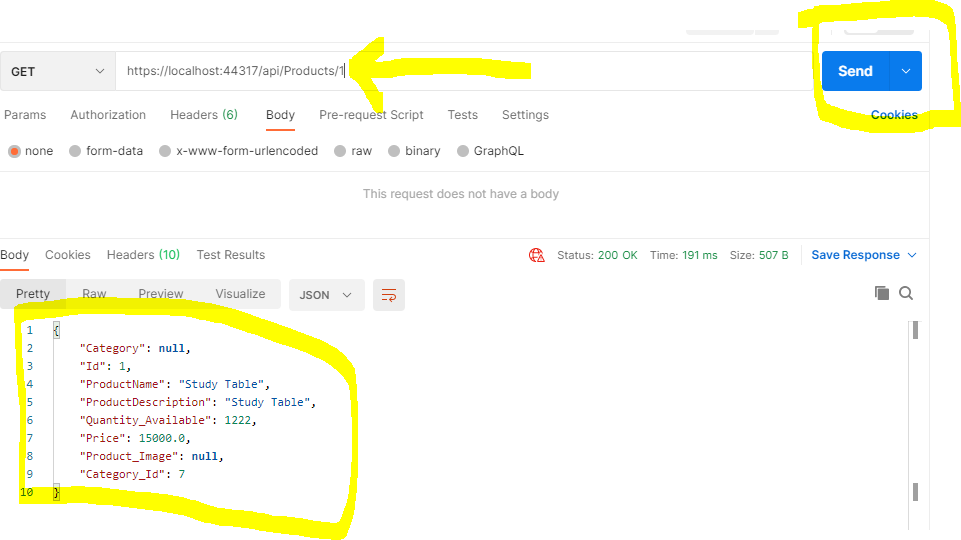 GET https://localhost:44317/api/Products/1 Send
Params Authorization Headers (6) Body Pre-request Script Tests Settings Cookies
none form-data x-www-form-urlencoded raw binary GraphQL
This request does not have a body
Body Cookies Headers (10) Test Results Status: 200 OK Time: 191 ms Size: 507 B Save Response
Pretty Raw Preview Visualize JSON
1 {
2 "Category": null,
3 "Id": 1,
4 "ProductName": "Study Table",
5 "ProductDescription": "Study Table",
6 "Quantity_Available": 1222,
7 "Price": 15000.0,
8 "Product_Image": null,
9 "Category_Id": 7
10 }